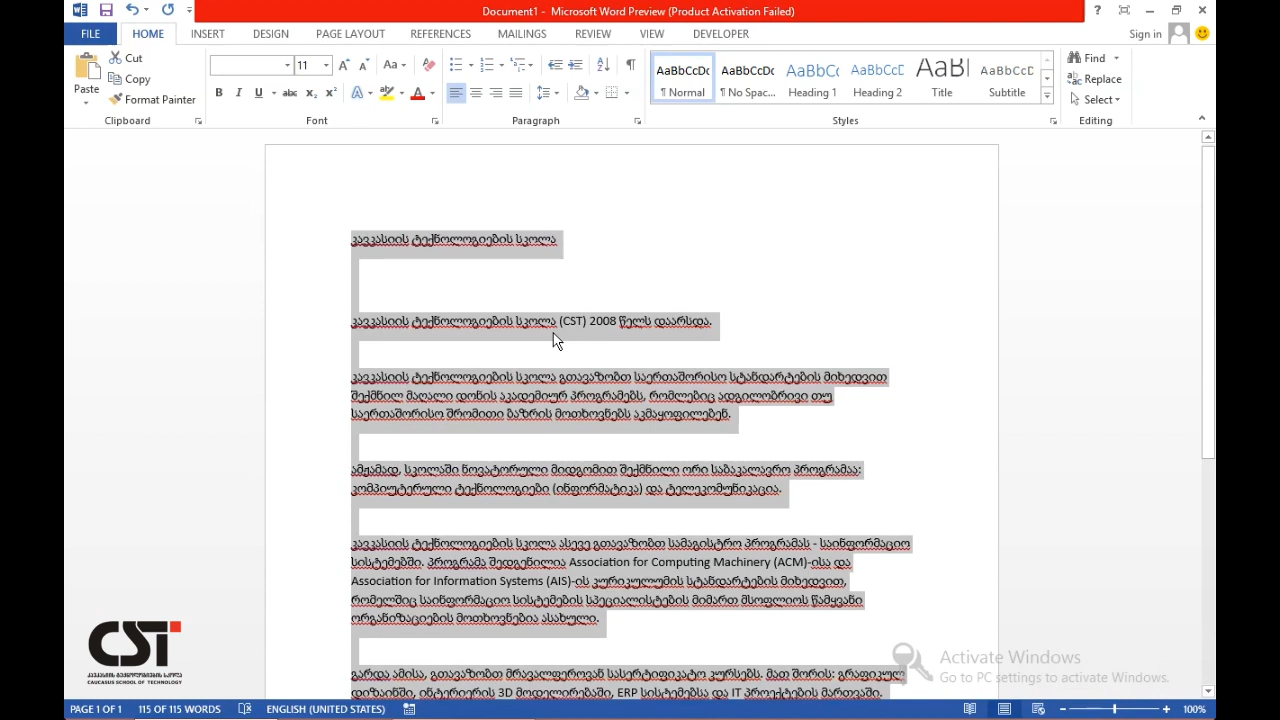 Document1 - Microsoft Word Preview (Product Activation Failed)
FILE HOME INSERT DESIGN PAGE LAYOUT REFERENCES MAILINGS REVIEW VIEW DEVELOPER Sign in
Paste
Cut
Copy
Format Painter
Clipboard
11
Font
Paragraph
AaBbCcDc AaBbCcDc AaBbCc AaBbCcD AaBb AaBbCcD
¶ Normal ¶ No Spac... Heading 1 Heading 2 Title Subtitle
Styles
Find
Replace
Select
Editing
კავკასიის ტექნოლოგიების სკოლა
კავკასიის ტექნოლოგიების სკოლა (CST) 2008 წელს დაარსდა.
კავკასიის ტექნოლოგიების სკოლა გთავაზობთ საერთაშორისო სტანდარტების მიხედვით
შექმნილ მაღალი დონის აკადემიურ პროგრამებს, რომლებიც ადგილობრივი თუ
საერთაშორისო შრომითი ბაზრის მოთხოვნებს აკმაყოფილებენ.
ამჟამად, სკოლაში ნოვატორული მიდგომით შექმნილი ორი საბაკალავრო პროგრამაა:
კომპიუტერული ტექნოლოგიები (ინფორმატიკა) და ტელეკომუნიკაცია.
კავკასიის ტექნოლოგიების სკოლა ასევე გთავაზობთ სამაგისტრო პროგრამას - საინფორმაციო
სისტემებში. პროგრამა შედგენილია Association for Computing Machinery (ACM)-ისა და
Association for Information Systems (AIS)-ის კურიკულუმის სტანდარტების მიხედვით,
რომელშიც საინფორმაციო სისტემების სპეციალისტების მიმართ მსოფლიოს წამყვანი
ორგანიზაციების მოთხოვნებია ასახული.
გარდა ამისა, გთავაზობთ მრავალფეროვან სასერტიფიკატო კურსებს. მათ შორის: გრაფიკულ
დიზაინში, ინტერიერის 3D მოდელირებაში, ERP სისტემებსა და IT პროექტების მართვაში.
CST
კავკასიის ტექნოლოგიების სკოლა
CAUCASUS SCHOOL OF TECHNOLOGY
Activate Windows
Go to PC settings to activate Windows.
PAGE 1 OF 1 115 OF 115 WORDS ENGLISH (UNITED STATES) 100%